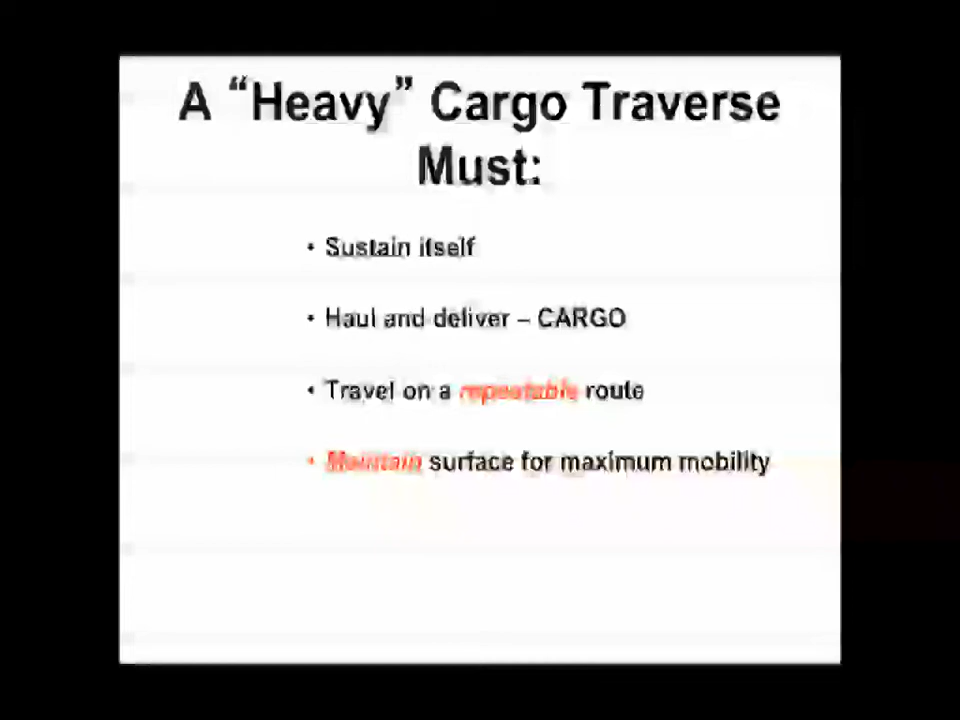 A “Heavy” Cargo Traverse
Must:
• Sustain itself
• Haul and deliver – CARGO
• Travel on a repeatable route
• Maintain surface for maximum mobility